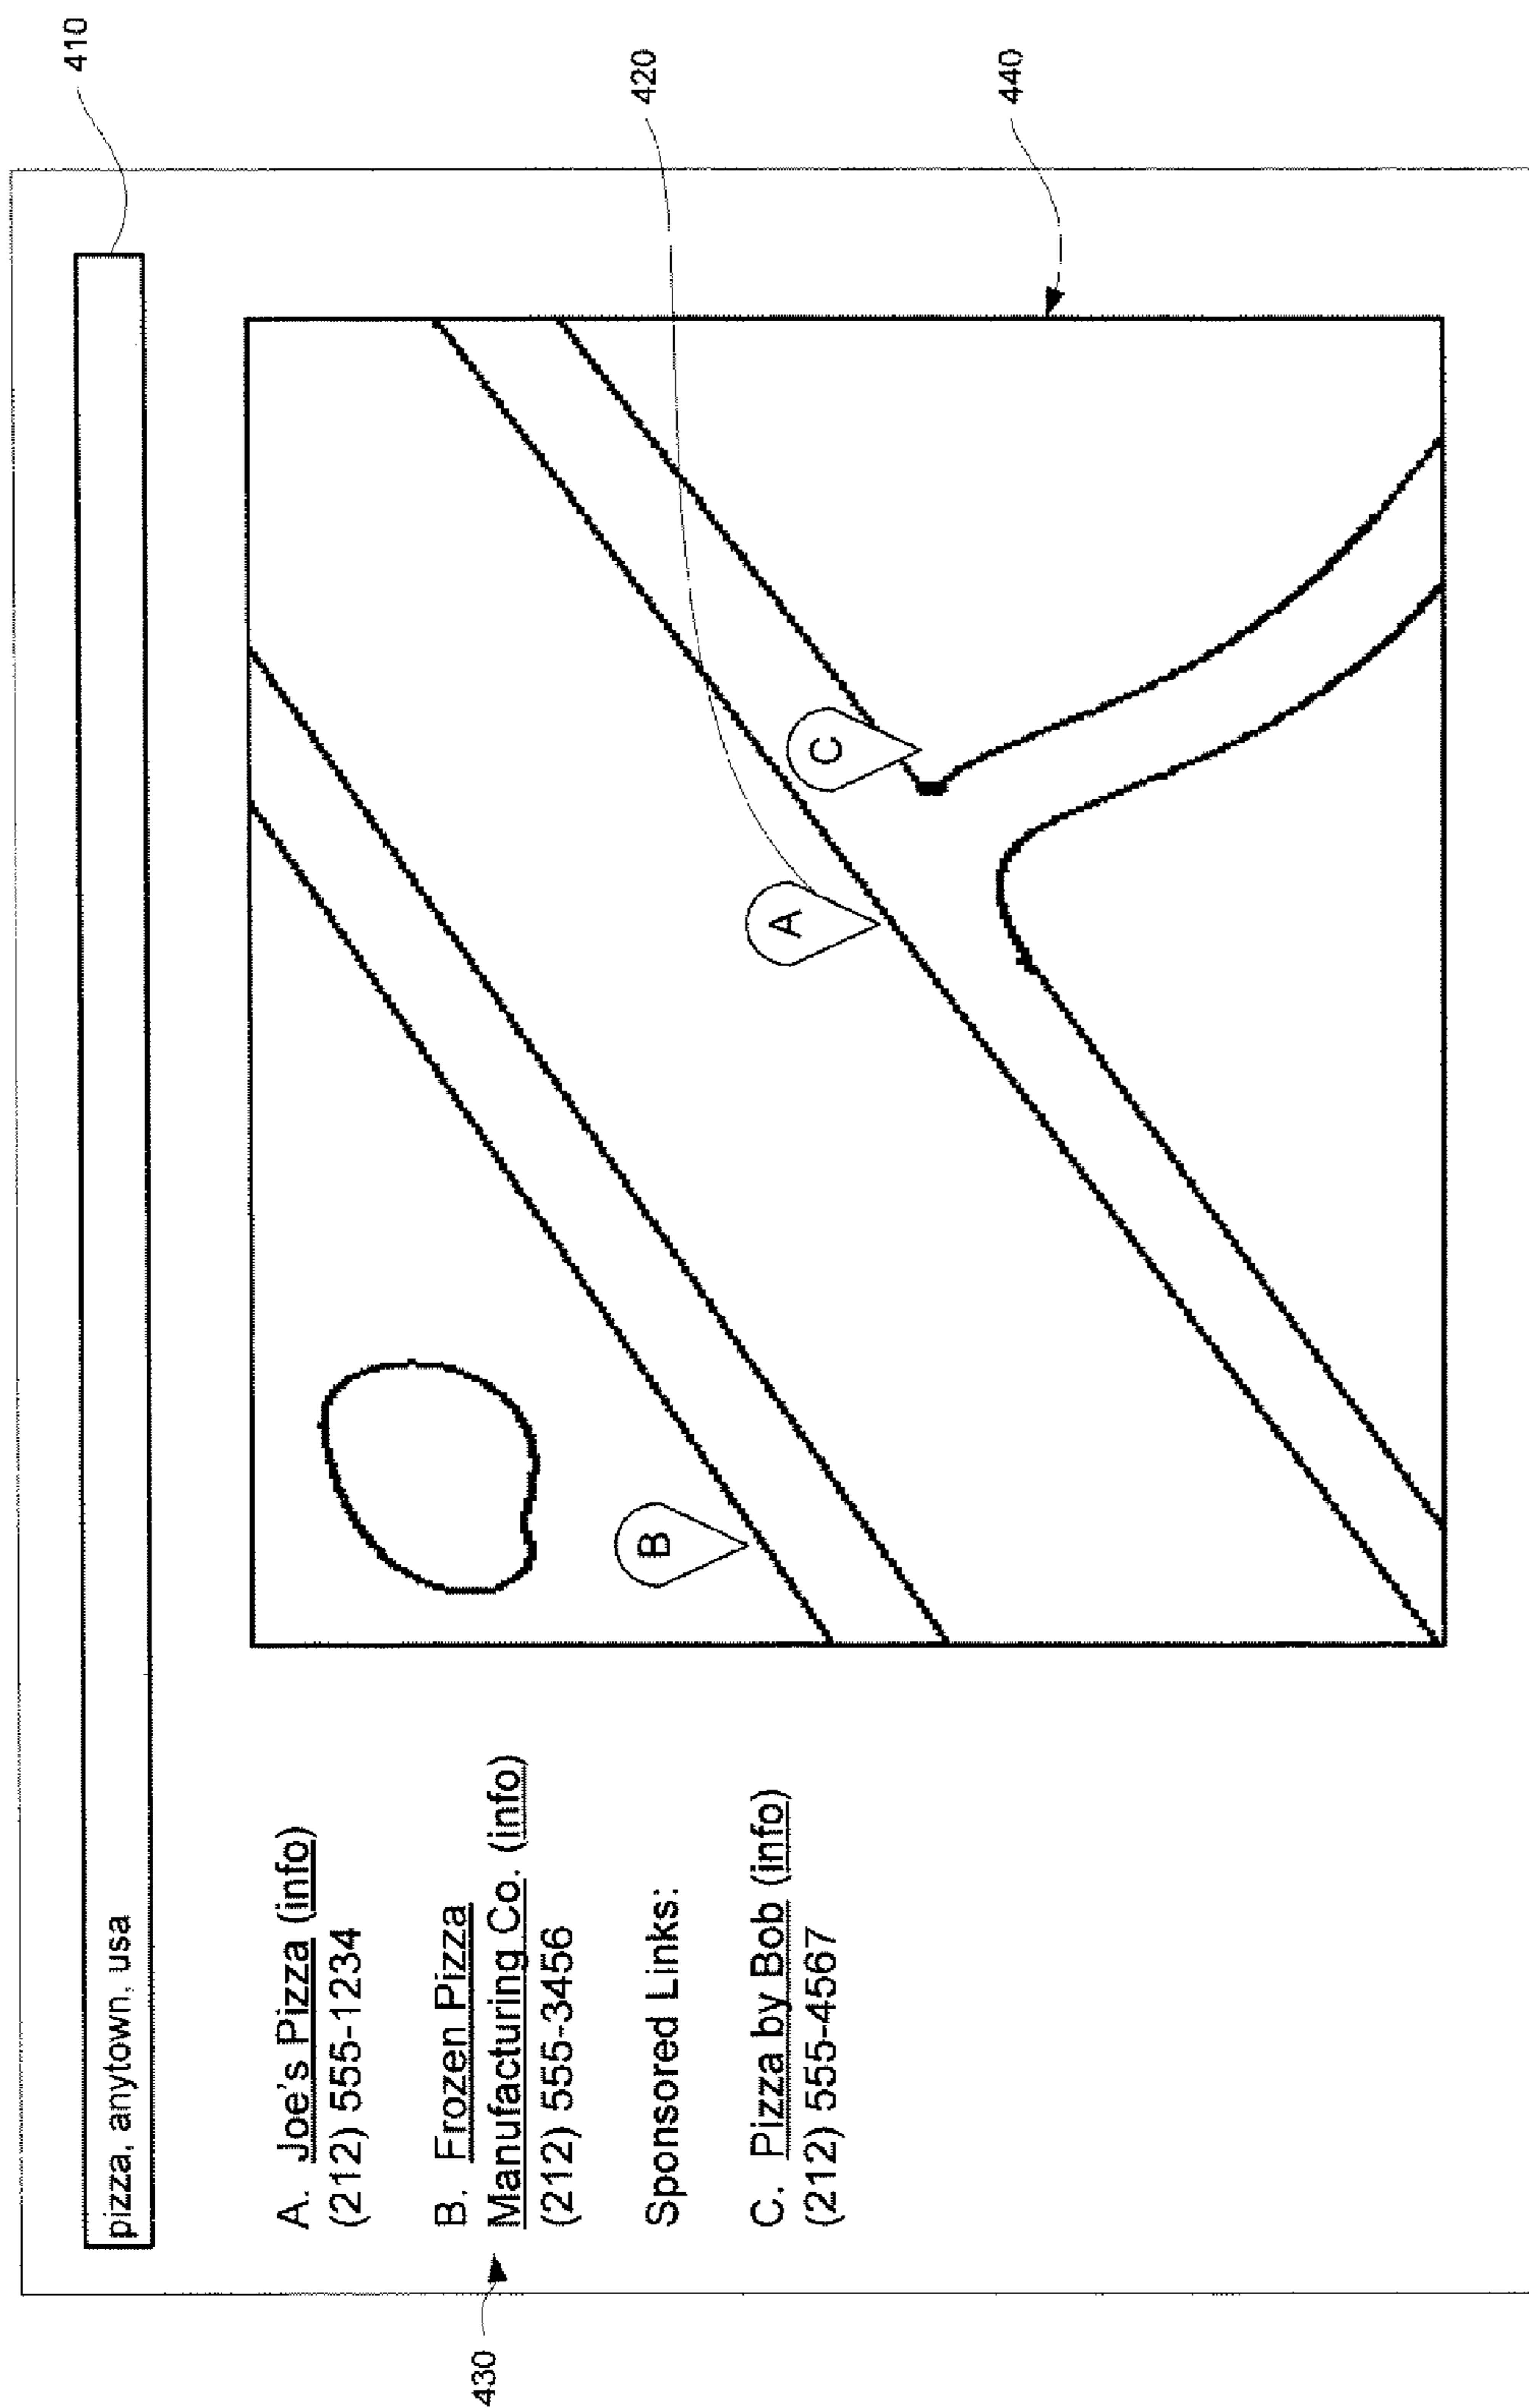 410
pizza, anytown, usa
420
440
430
A. Joe's Pizza (info)
(212) 555-1234
B. Frozen Pizza
Manufacturing Co. (info)
(212) 555-3456
Sponsored Links:
C. Pizza by Bob (info)
(212) 555-4567
B
A
C